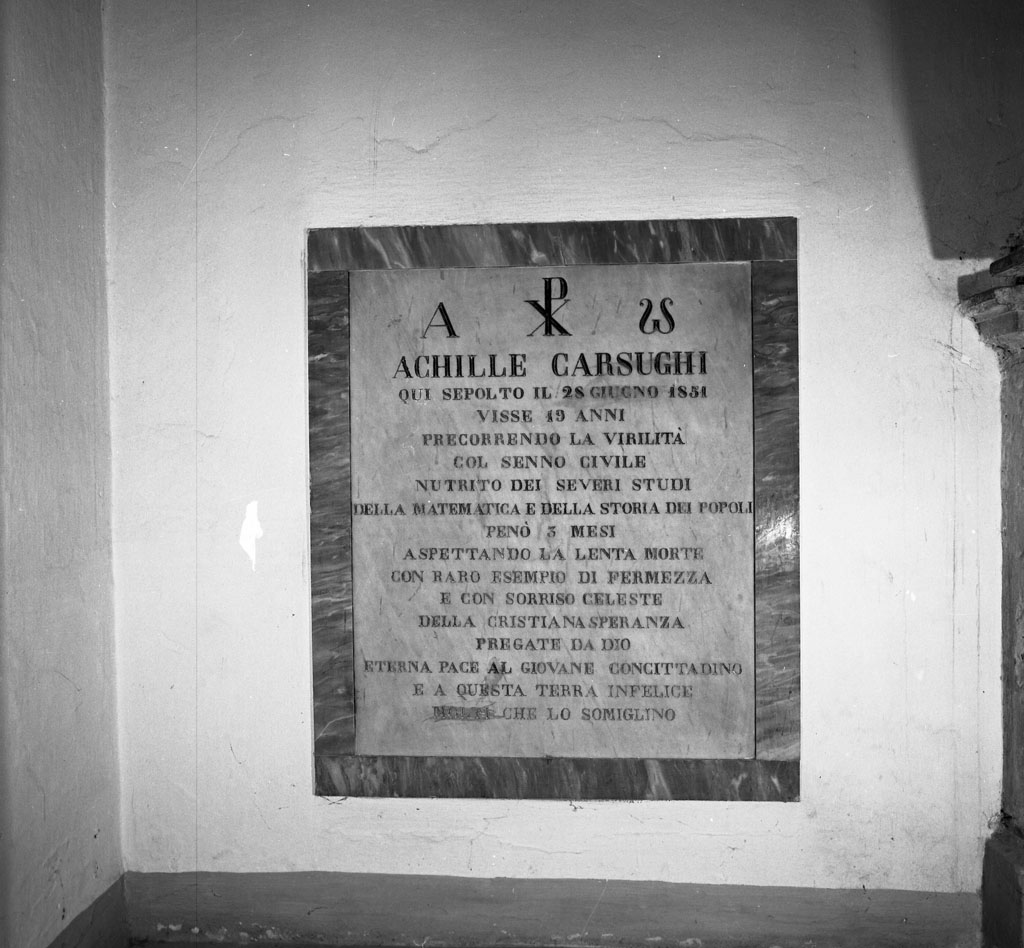 A ☧ ω
ACHILLE CARSUGHI
QUI SEPOLTO IL 28 GIUGNO 1851
VISSE 19 ANNI
PRECORRENDO LA VIRILITÀ
COL SENNO CIVILE
NUTRITO DEI SEVERI STUDI
DELLA MATEMATICA E DELLA STORIA DEI POPOLI
PENÒ 3 MESI
ASPETTANDO LA LENTA MORTE
CON RARO ESEMPIO DI FERMEZZA
E CON SORRISO CELESTE
DELLA CRISTIANA SPERANZA
PREGATE DA DIO
ETERNA PACE AL GIOVANE CONCITTADINO
E A QUESTA TERRA INFELICE
MOLTI CHE LO SOMIGLINO